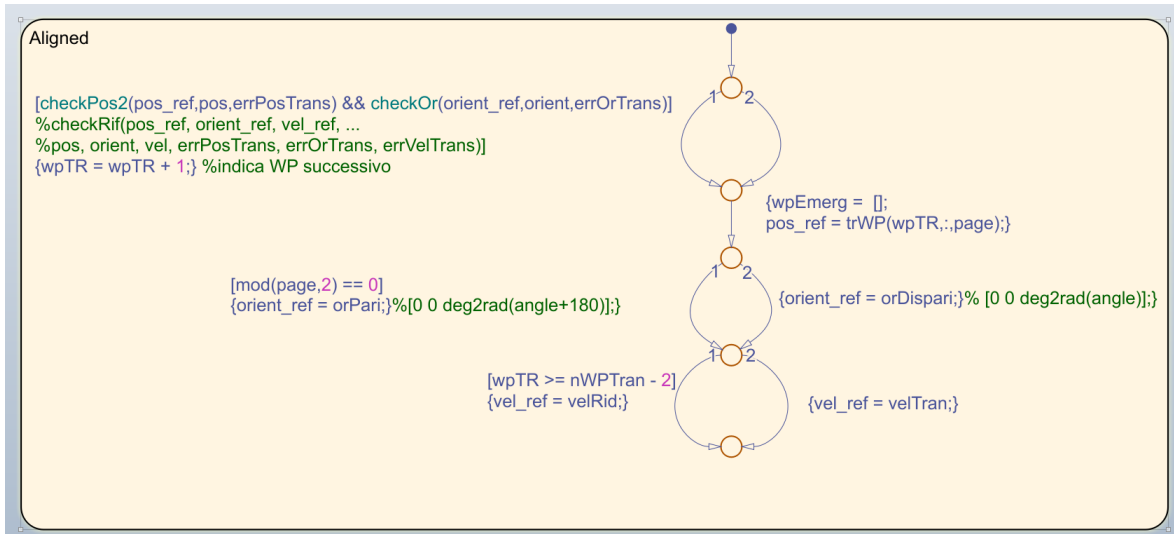 Aligned
1 2
[checkPos2(pos_ref,pos,errPosTrans) && checkOr(orient_ref,orient,errOrTrans)]
%checkRif(pos_ref, orient_ref, vel_ref, ...
%pos, orient, vel, errPosTrans, errOrTrans, errVelTrans)]
{wpTR = wpTR + 1;} %indica WP successivo
{wpEmerg =  [];
pos_ref = trWP(wpTR,:,page);}
1 2
[mod(page,2) == 0]
{orient_ref = orPari;}%[0 0 deg2rad(angle+180)];}
{orient_ref = orDispari;}% [0 0 deg2rad(angle)];}
1 2
[wpTR >= nWPTran - 2]
{vel_ref = velRid;}
{vel_ref = velTran;}